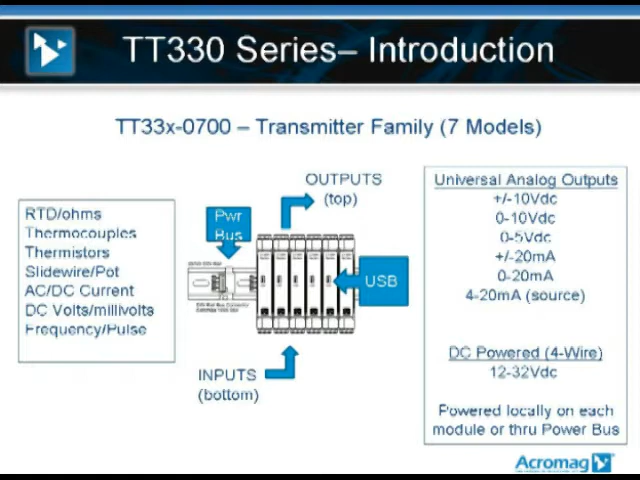 TT330 Series– Introduction
TT33x-0700 – Transmitter Family (7 Models)
RTD/ohms
Thermocouples
Thermistors
Slidewire/Pot
AC/DC Current
DC Volts/millivolts
Frequency/Pulse
Pwr
Bus
OUTPUTS
(top)
USB
INPUTS
(bottom)
Universal Analog Outputs
+/-10Vdc
0-10Vdc
0-5Vdc
+/-20mA
0-20mA
4-20mA (source)
DC Powered (4-Wire)
12-32Vdc
Powered locally on each
module or thru Power Bus
Acromag